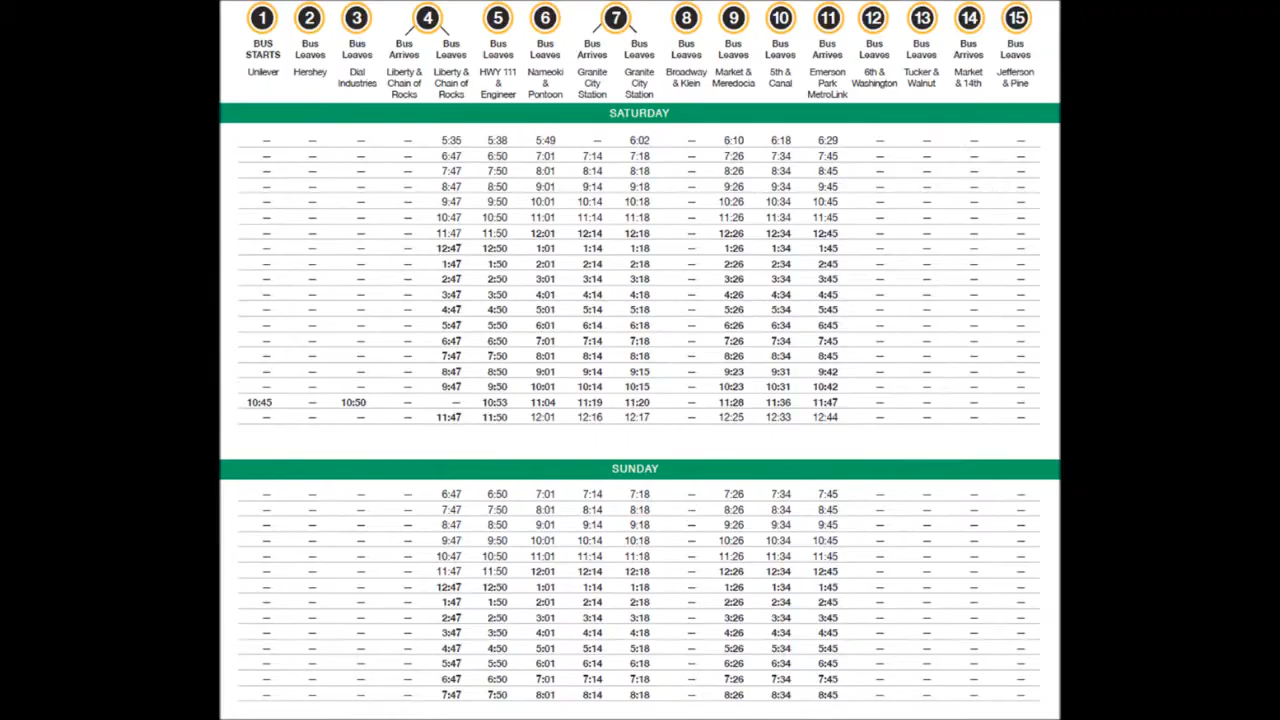 1 2 3 4 5 6 7 8 9 10 11 12 13 14 15
BUS STARTS Bus Leaves Bus Leaves Bus Arrives Bus Leaves Bus Leaves Bus Leaves Bus Arrives Bus Leaves Bus Leaves Bus Leaves Bus Leaves Bus Arrives Bus Leaves Bus Leaves Bus Arrives Bus Leaves
Unilever Hershey Dial Industries Liberty & Chain of Rocks Liberty & Chain of Rocks HWY 111 & Engineer Nameoki & Pontoon Granite City Station Granite City Station Broadway & Klein Market & Meredocia 5th & Canal Emerson Park MetroLink 6th & Washington Tucker & Walnut Market & 14th Jefferson & Pine
SATURDAY
– – – – 5:35 5:38 5:49 – 6:02 – 6:10 6:18 6:29 – – – –
– – – – 6:47 6:50 7:01 7:14 7:18 – 7:26 7:34 7:45 – – – –
– – – – 7:47 7:50 8:01 8:14 8:18 – 8:26 8:34 8:45 – – – –
– – – – 8:47 8:50 9:01 9:14 9:18 – 9:26 9:34 9:45 – – – –
– – – – 9:47 9:50 10:01 10:14 10:18 – 10:26 10:34 10:45 – – – –
– – – – 10:47 10:50 11:01 11:14 11:18 – 11:26 11:34 11:45 – – – –
– – – – 11:47 11:50 12:01 12:14 12:18 – 12:26 12:34 12:45 – – – –
– – – – 12:47 12:50 1:01 1:14 1:18 – 1:26 1:34 1:45 – – – –
– – – – 1:47 1:50 2:01 2:14 2:18 – 2:26 2:34 2:45 – – – –
– – – – 2:47 2:50 3:01 3:14 3:18 – 3:26 3:34 3:45 – – – –
– – – – 3:47 3:50 4:01 4:14 4:18 – 4:26 4:34 4:45 – – – –
– – – – 4:47 4:50 5:01 5:14 5:18 – 5:26 5:34 5:45 – – – –
– – – – 5:47 5:50 6:01 6:14 6:18 – 6:26 6:34 6:45 – – – –
– – – – 6:47 6:50 7:01 7:14 7:18 – 7:26 7:34 7:45 – – – –
– – – – 7:47 7:50 8:01 8:14 8:18 – 8:26 8:34 8:45 – – – –
– – – – 8:47 8:50 9:01 9:14 9:15 – 9:23 9:31 9:42 – – – –
– – – – 9:47 9:50 10:01 10:14 10:15 – 10:23 10:31 10:42 – – – –
10:45 – 10:50 – – 10:53 11:04 11:19 11:20 – 11:28 11:36 11:47 – – – –
– – – – 11:47 11:50 12:01 12:16 12:17 – 12:25 12:33 12:44 – – – –
SUNDAY
– – – – 6:47 6:50 7:01 7:14 7:18 – 7:26 7:34 7:45 – – – –
– – – – 7:47 7:50 8:01 8:14 8:18 – 8:26 8:34 8:45 – – – –
– – – – 8:47 8:50 9:01 9:14 9:18 – 9:26 9:34 9:45 – – – –
– – – – 9:47 9:50 10:01 10:14 10:18 – 10:26 10:34 10:45 – – – –
– – – – 10:47 10:50 11:01 11:14 11:18 – 11:26 11:34 11:45 – – – –
– – – – 11:47 11:50 12:01 12:14 12:18 – 12:26 12:34 12:45 – – – –
– – – – 12:47 12:50 1:01 1:14 1:18 – 1:26 1:34 1:45 – – – –
– – – – 1:47 1:50 2:01 2:14 2:18 – 2:26 2:34 2:45 – – – –
– – – – 2:47 2:50 3:01 3:14 3:18 – 3:26 3:34 3:45 – – – –
– – – – 3:47 3:50 4:01 4:14 4:18 – 4:26 4:34 4:45 – – – –
– – – – 4:47 4:50 5:01 5:14 5:18 – 5:26 5:34 5:45 – – – –
– – – – 5:47 5:50 6:01 6:14 6:18 – 6:26 6:34 6:45 – – – –
– – – – 6:47 6:50 7:01 7:14 7:18 – 7:26 7:34 7:45 – – – –
– – – – 7:47 7:50 8:01 8:14 8:18 – 8:26 8:34 8:45 – – – –